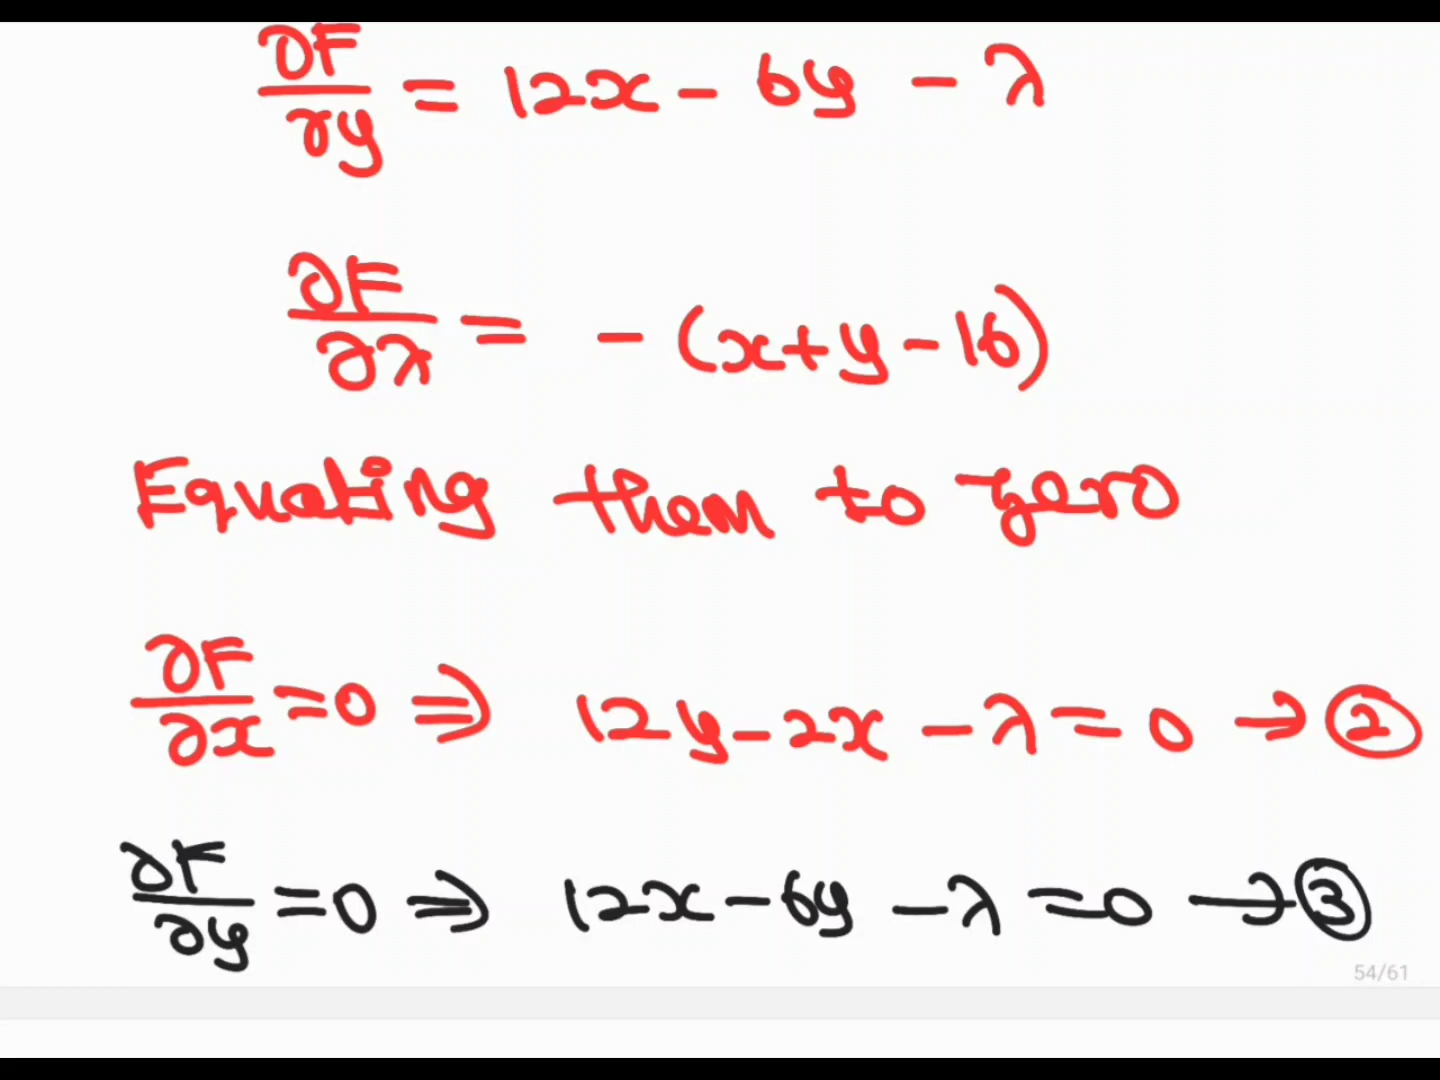 ∂F/∂y = 12x - 6y - λ
∂F/∂λ = - (x+y-16)
Equating them to zero
∂F/∂x = 0 ⇒ 12y - 2x - λ = 0 → ②
∂F/∂y = 0 ⇒ 12x - 6y - λ = 0 → ③
54/61